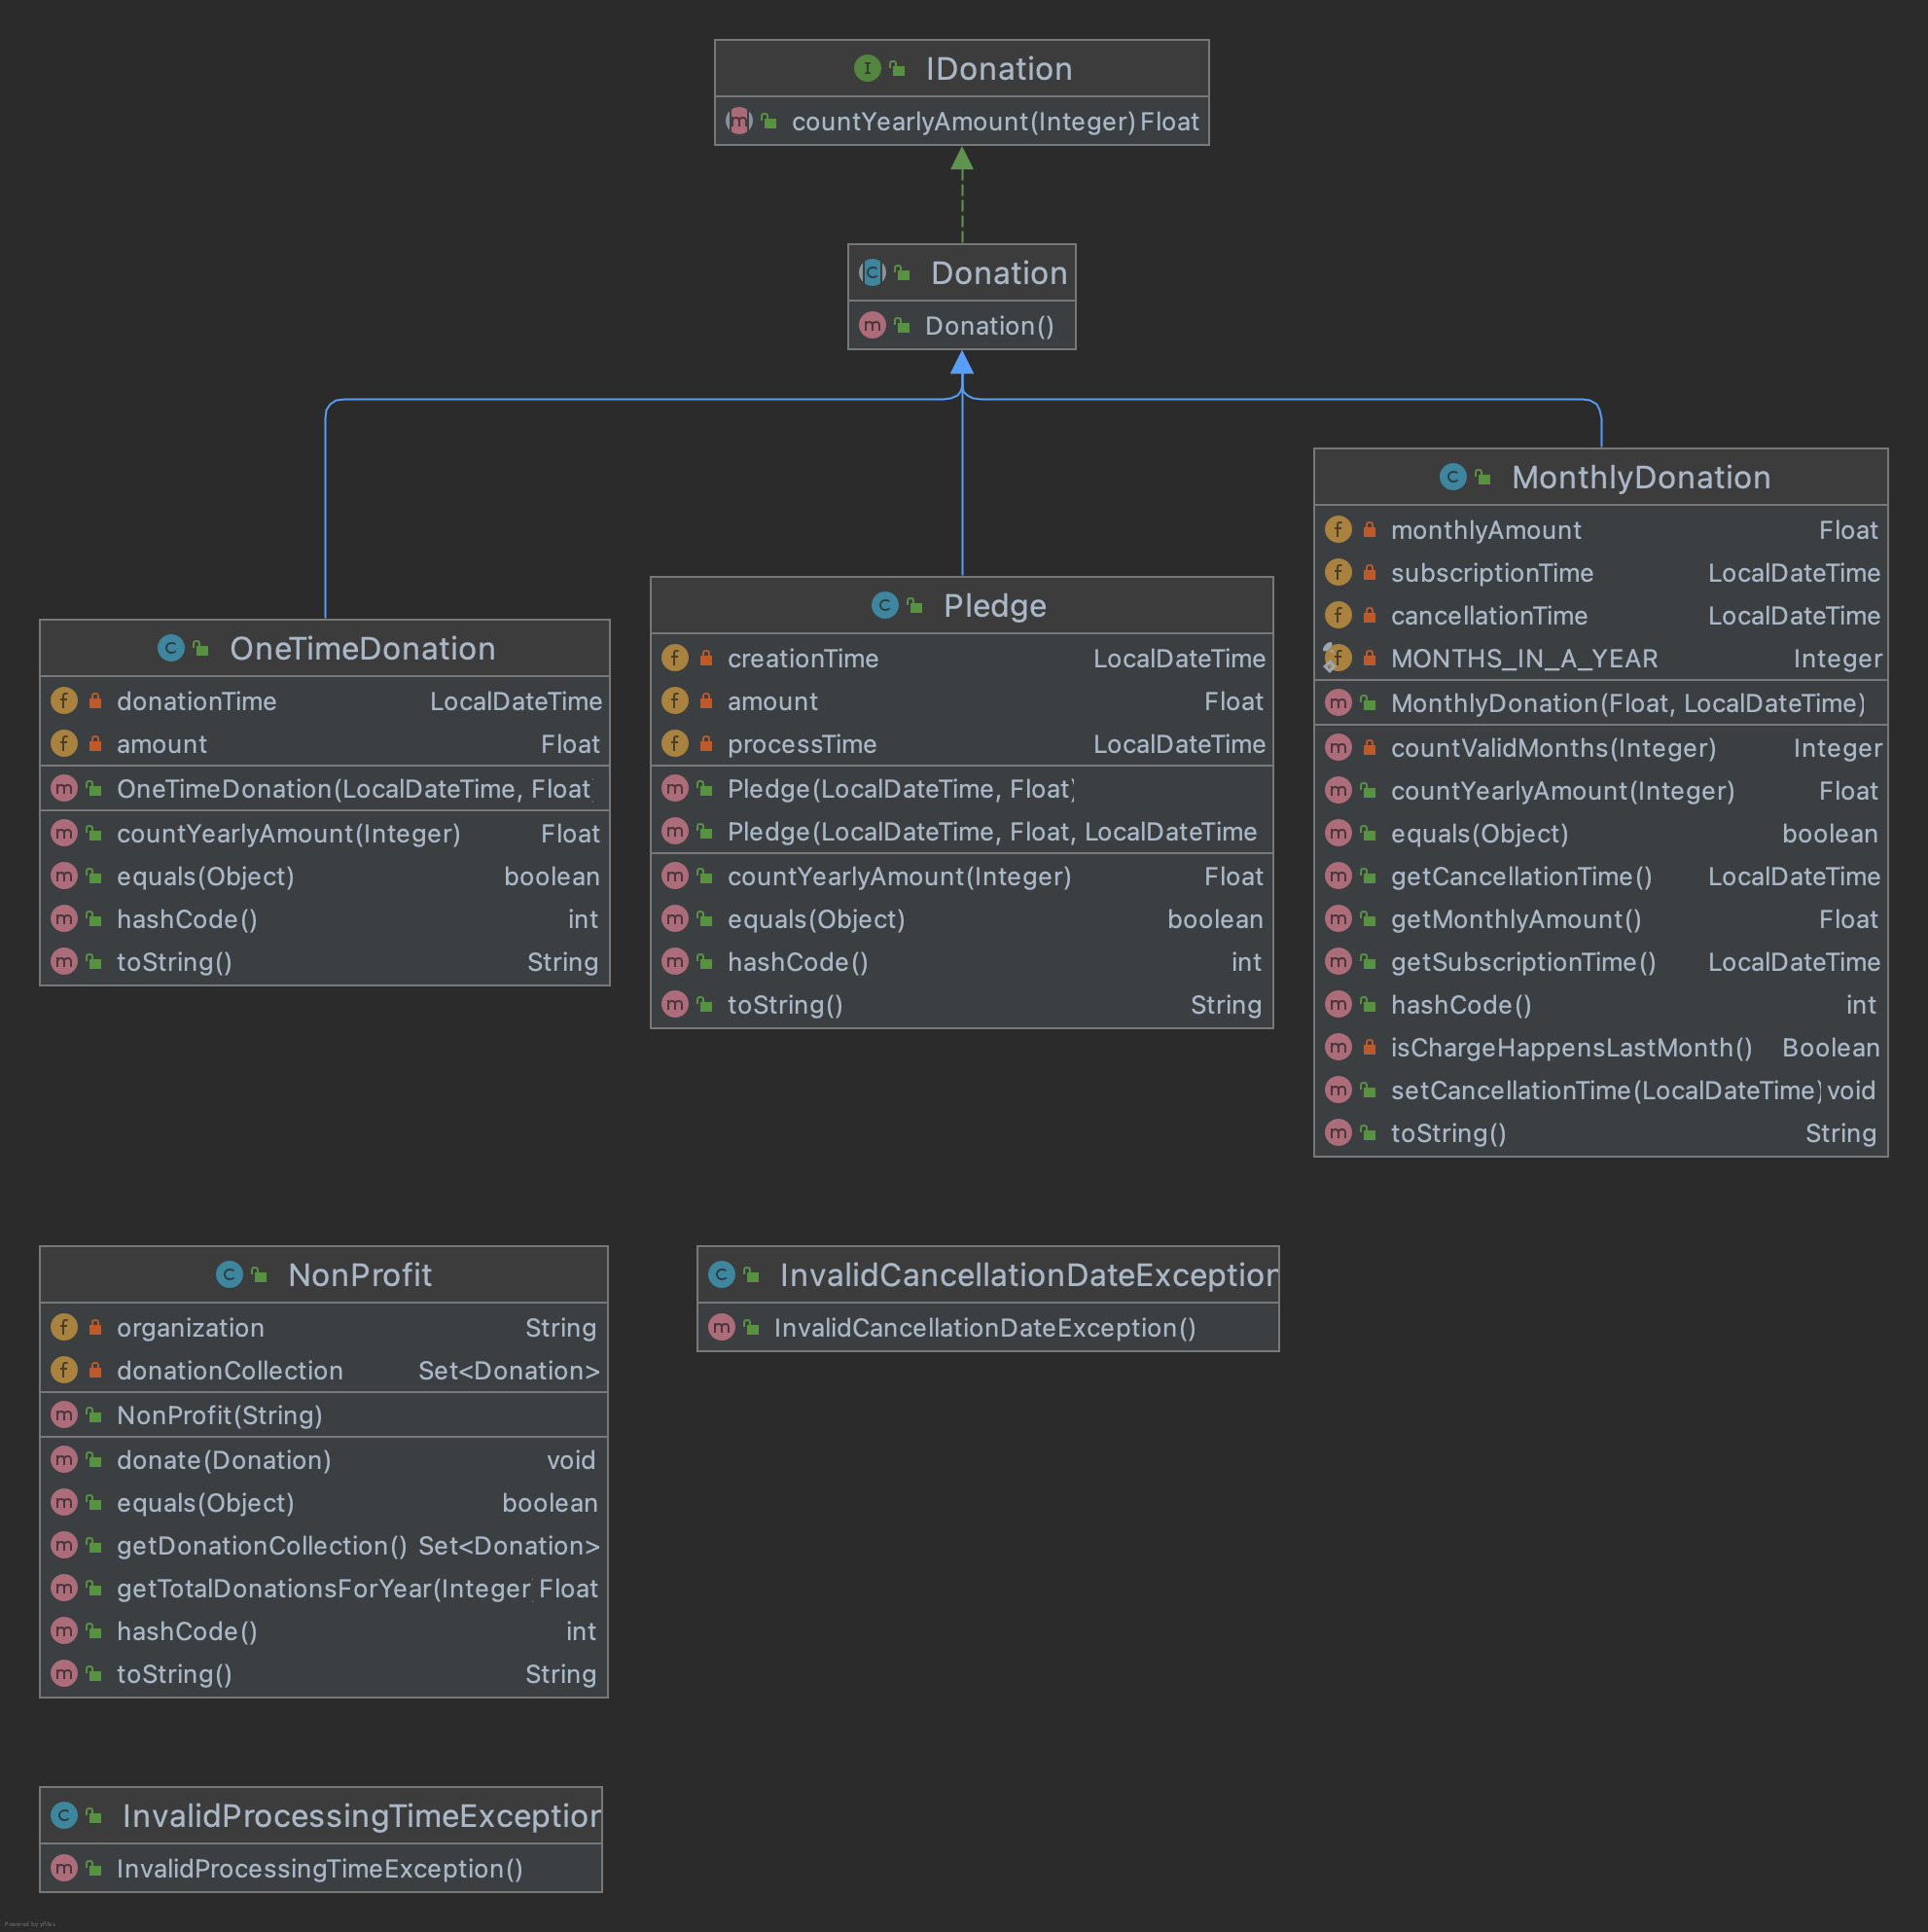 IDonation
countYearlyAmount(Integer) Float
Donation
Donation()
OneTimeDonation
donationTime LocalDateTime
amount Float
OneTimeDonation(LocalDateTime, Float)
countYearlyAmount(Integer) Float
equals(Object) boolean
hashCode() int
toString() String
Pledge
creationTime LocalDateTime
amount Float
processTime LocalDateTime
Pledge(LocalDateTime, Float)
Pledge(LocalDateTime, Float, LocalDateTime
countYearlyAmount(Integer) Float
equals(Object) boolean
hashCode() int
toString() String
MonthlyDonation
monthlyAmount Float
subscriptionTime LocalDateTime
cancellationTime LocalDateTime
MONTHS_IN_A_YEAR Integer
MonthlyDonation(Float, LocalDateTime)
countValidMonths(Integer) Integer
countYearlyAmount(Integer) Float
equals(Object) boolean
getCancellationTime() LocalDateTime
getMonthlyAmount() Float
getSubscriptionTime() LocalDateTime
hashCode() int
isChargeHappensLastMonth() Boolean
setCancellationTime(LocalDateTime) void
toString() String
NonProfit
organization String
donationCollection Set<Donation>
NonProfit(String)
donate(Donation) void
equals(Object) boolean
getDonationCollection() Set<Donation>
getTotalDonationsForYear(Integer Float
hashCode() int
toString() String
InvalidCancellationDateException
InvalidCancellationDateException()
InvalidProcessingTimeException
InvalidProcessingTimeException()
Powered by yFiles